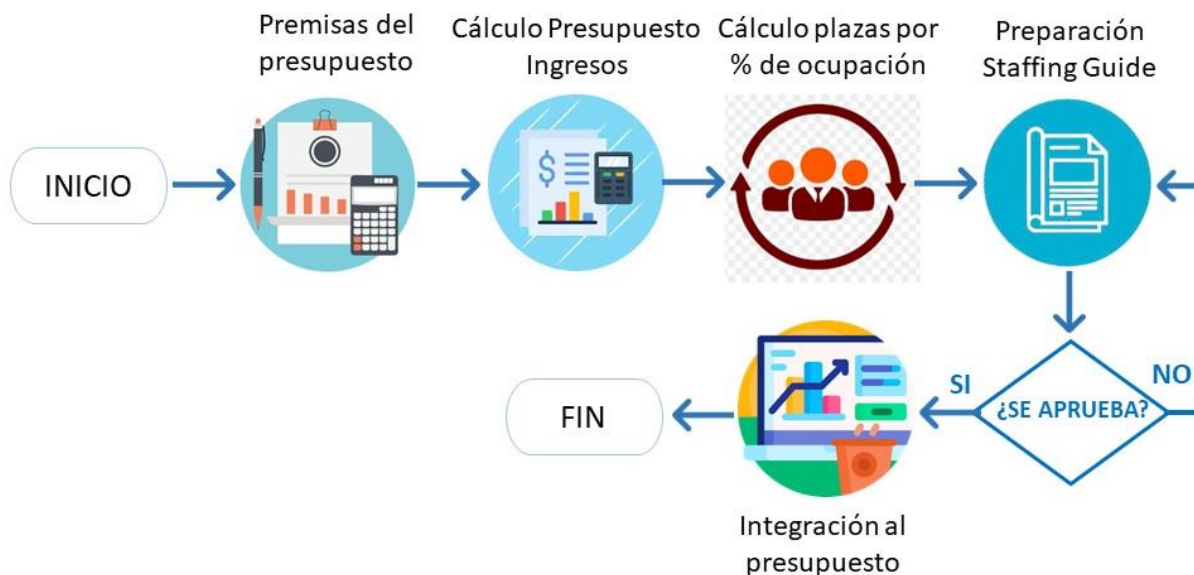 Premisas del
presupuesto
Cálculo Presupuesto
Ingresos
Cálculo plazas por
% de ocupación
Preparación
Staffing Guide
INICIO
$
SI
NO
¿SE APRUEBA?
FIN
Integración al
presupuesto